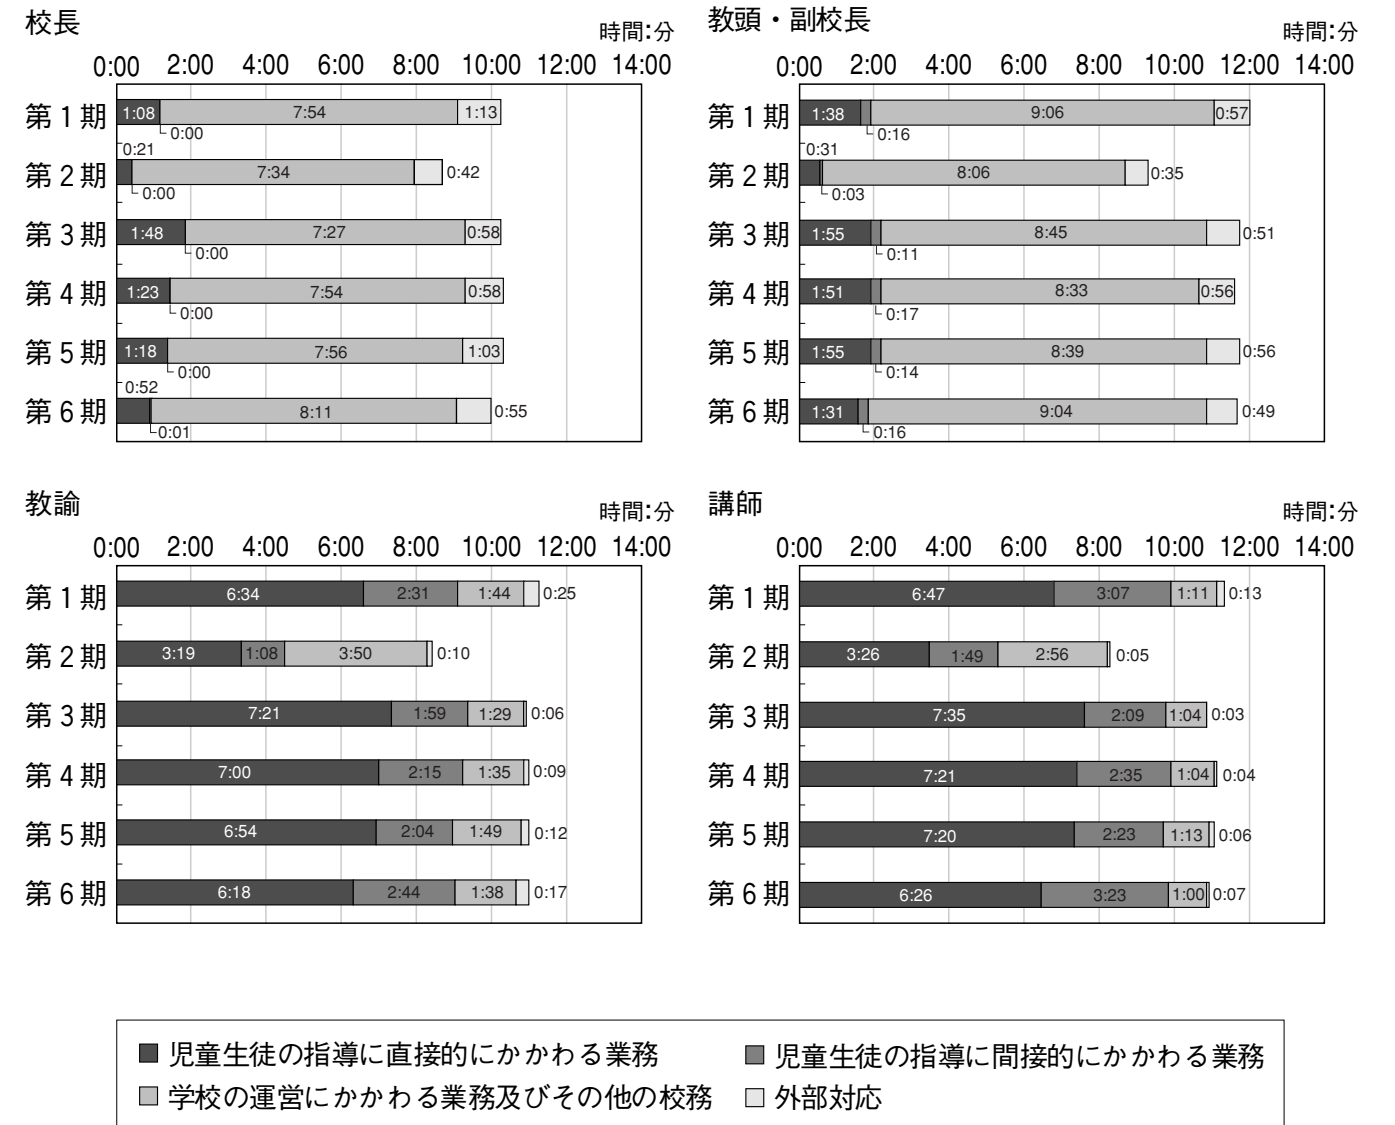 校長
時間:分
0:00 2:00 4:00 6:00 8:00 10:00 12:00 14:00
第1期 1:08 7:54 1:13
0:00
0:21
第2期 7:34 0:42
0:00
第3期 1:48 7:27 0:58
0:00
第4期 1:23 7:54 0:58
0:00
第5期 1:18 7:56 1:03
0:00
0:52
第6期 8:11 0:55
0:01
教頭・副校長
時間:分
0:00 2:00 4:00 6:00 8:00 10:00 12:00 14:00
第1期 1:38 9:06 0:57
0:16
0:31
第2期 8:06 0:35
0:03
第3期 1:55 8:45 0:51
0:11
第4期 1:51 8:33 0:56
0:17
第5期 1:55 8:39 0:56
0:14
第6期 1:31 9:04 0:49
0:16
教諭
時間:分
0:00 2:00 4:00 6:00 8:00 10:00 12:00 14:00
第1期 6:34 2:31 1:44 0:25
第2期 3:19 1:08 3:50 0:10
第3期 7:21 1:59 1:29 0:06
第4期 7:00 2:15 1:35 0:09
第5期 6:54 2:04 1:49 0:12
第6期 6:18 2:44 1:38 0:17
講師
時間:分
0:00 2:00 4:00 6:00 8:00 10:00 12:00 14:00
第1期 6:47 3:07 1:11 0:13
第2期 3:26 1:49 2:56 0:05
第3期 7:35 2:09 1:04 0:03
第4期 7:21 2:35 1:04 0:04
第5期 7:20 2:23 1:13 0:06
第6期 6:26 3:23 1:00 0:07
児童生徒の指導に直接的にかかわる業務 児童生徒の指導に間接的にかかわる業務
学校の運営にかかわる業務及びその他の校務 外部対応